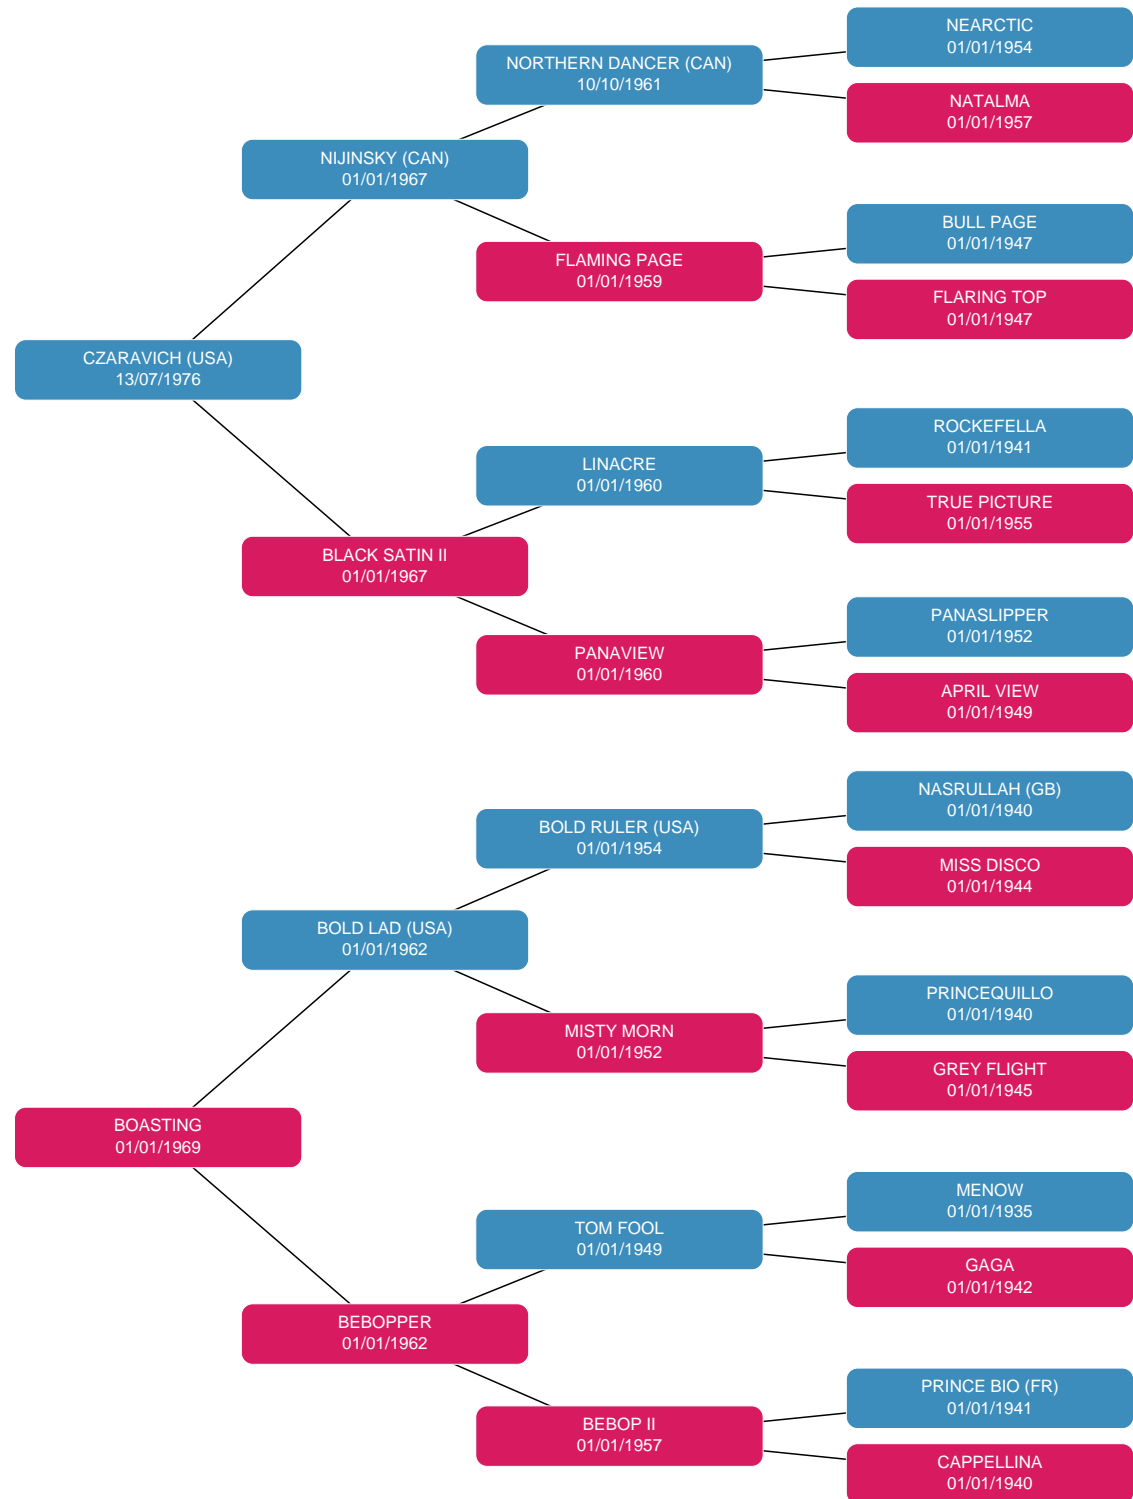 NEARCTIC
01/01/1954
NORTHERN DANCER (CAN)
10/10/1961
NATALMA
01/01/1957
NIJINSKY (CAN)
01/01/1967
BULL PAGE
01/01/1947
FLAMING PAGE
01/01/1959
FLARING TOP
01/01/1947
CZARAVICH (USA)
13/07/1976
ROCKEFELLA
01/01/1941
LINACRE
01/01/1960
TRUE PICTURE
01/01/1955
BLACK SATIN II
01/01/1967
PANASLIPPER
01/01/1952
PANAVIEW
01/01/1960
APRIL VIEW
01/01/1949
NASRULLAH (GB)
01/01/1940
BOLD RULER (USA)
01/01/1954
MISS DISCO
01/01/1944
BOLD LAD (USA)
01/01/1962
PRINCEQUILLO
01/01/1940
MISTY MORN
01/01/1952
GREY FLIGHT
01/01/1945
BOASTING
01/01/1969
MENOW
01/01/1935
TOM FOOL
01/01/1949
GAGA
01/01/1942
BEBOPPER
01/01/1962
PRINCE BIO (FR)
01/01/1941
BEBOP II
01/01/1957
CAPPELLINA
01/01/1940